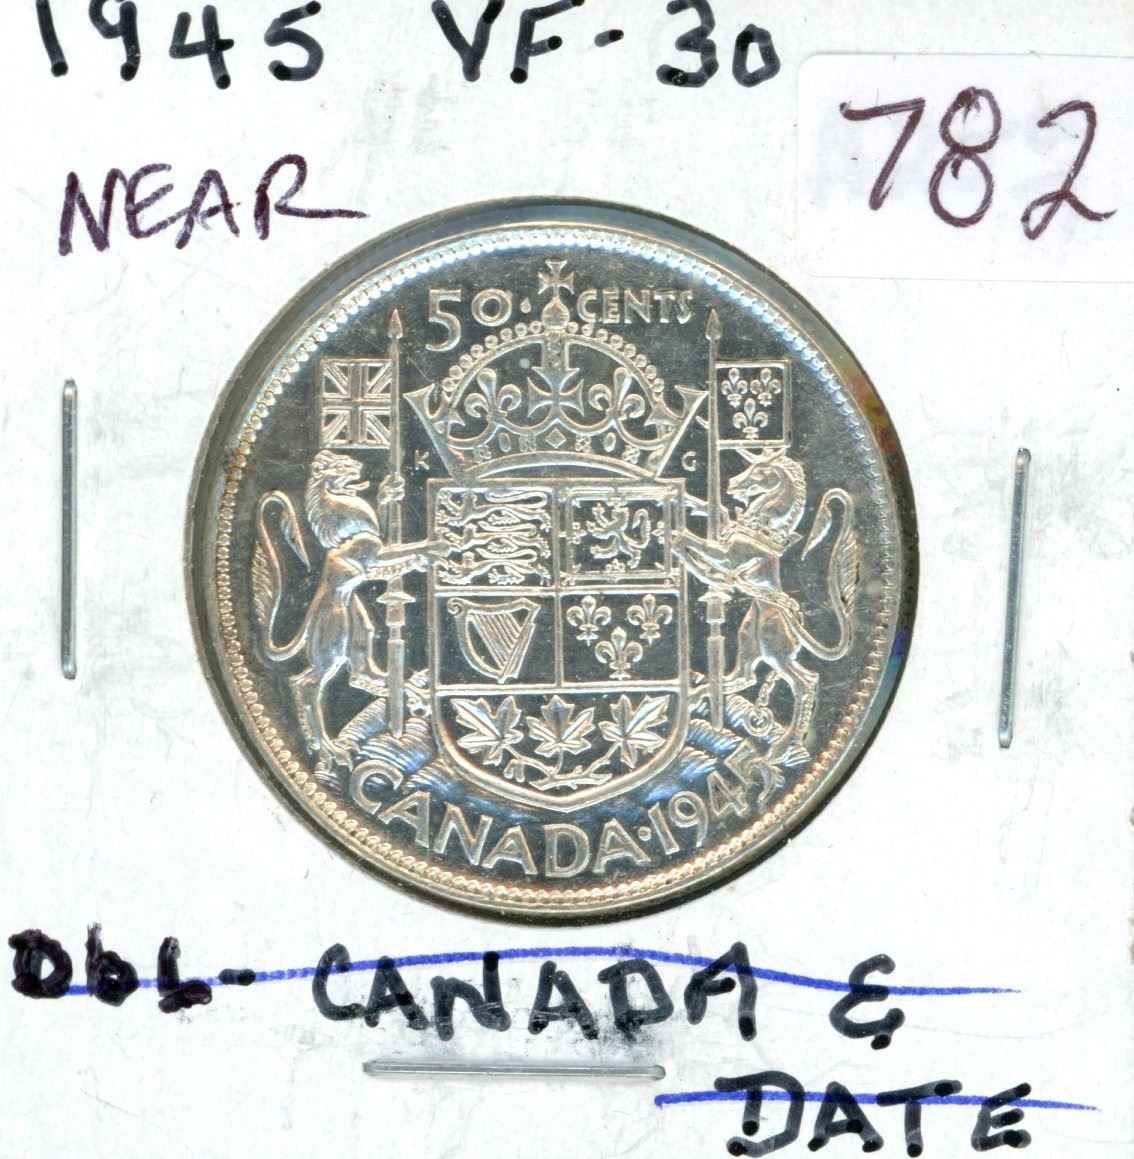 1945 VF-30
782
NEAR
50 · CENTS
K G
CANADA · 1945
DbL - CANADA &
DATE